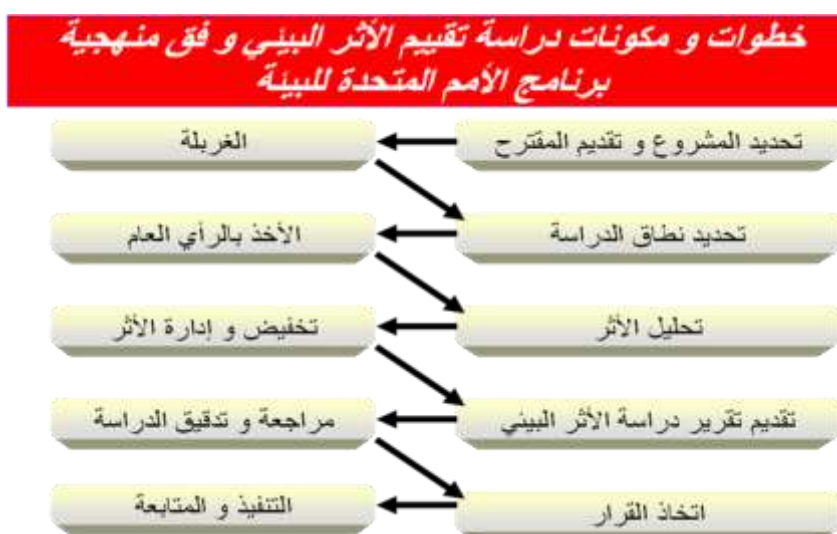 خطوات و مكونات دراسة تقييم الأثر البيئي و فق منهجية
برنامج الأمم المتحدة للبيئة
تحديد المشروع و تقديم المقترح
الغربلة
تحديد نطاق الدراسة
الأخذ بالرأي العام
تحليل الأثر
تخفيض و إدارة الأثر
تقديم تقرير دراسة الأثر البيئي
مراجعة و تدقيق الدراسة
اتخاذ القرار
التنفيذ و المتابعة